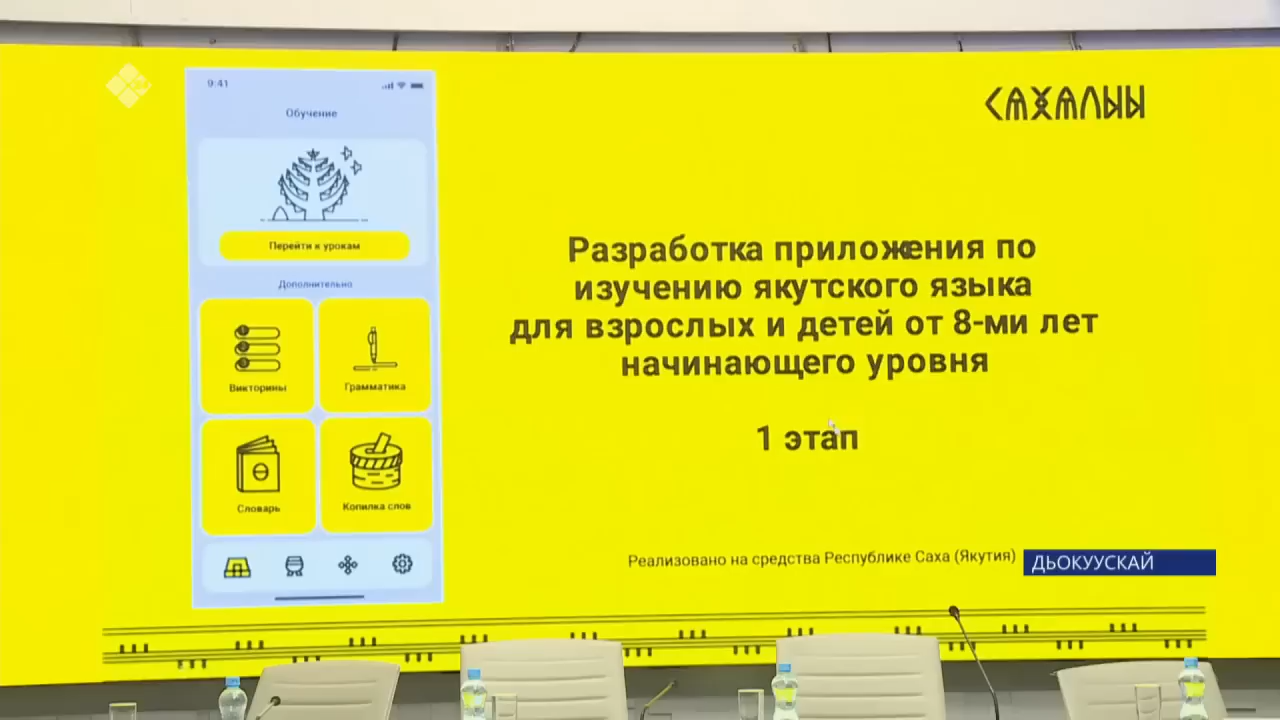 9:41
Обучение
Перейти к урокам
Дополнительно
Викторины
Грамматика
Словарь
Копилка слов
САХАЛЫЫ
Разработка приложения по
изучению якутского языка
для взрослых и детей от 8-ми лет
начинающего уровня
1 этап
Реализовано на средства Республике Саха (Якутия)
ДЬОКУУСКАЙ